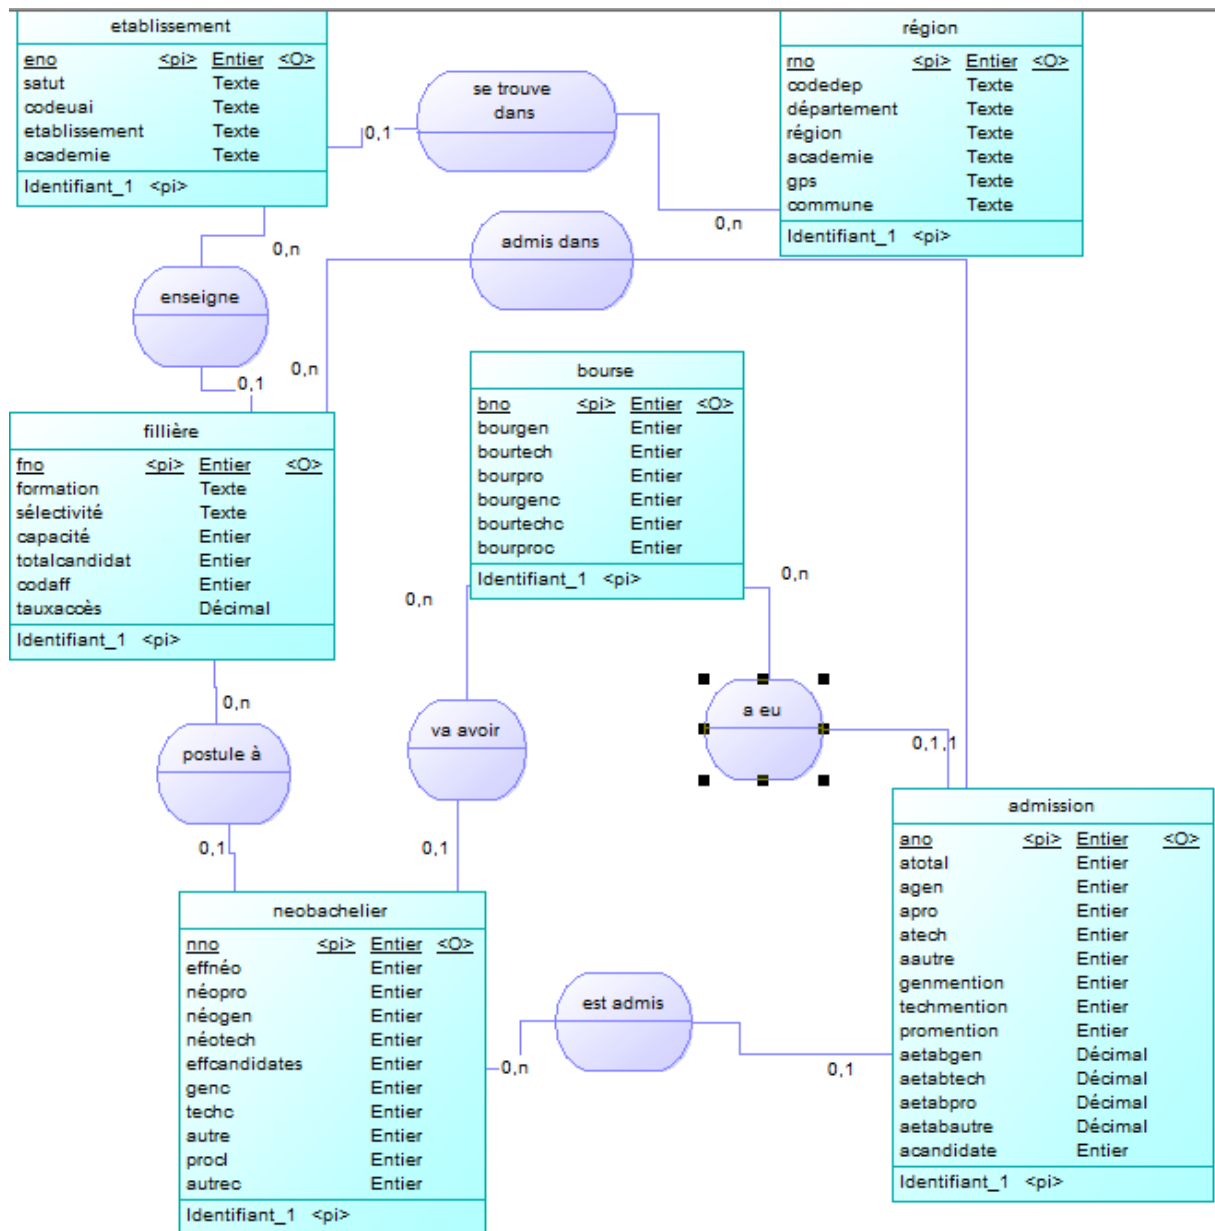 etablissement
eno <pi> Entier <O>
satut Texte
codeuai Texte
etablissement Texte
academie Texte
Identifiant_1 <pi>
se trouve
dans
0,1
0,n
région
rno <pi> Entier <O>
codedep Texte
département Texte
région Texte
academie Texte
gps Texte
commune Texte
Identifiant_1 <pi>
0,n
enseigne
0,1
admis dans
0,n
fillière
fno <pi> Entier <O>
formation Texte
sélectivité Texte
capacité Entier
totalcandidat Entier
codaff Entier
tauxaccès Décimal
Identifiant_1 <pi>
bourse
bno <pi> Entier <O>
bourgen Entier
bourtech Entier
bourpro Entier
bourgenc Entier
bourtechc Entier
bourproc Entier
Identifiant_1 <pi>
0,n
0,n
0,n
postule à
0,1
va avoir
0,1
a eu
0,1,1
neobachelier
nno <pi> Entier <O>
effnéo Entier
néopro Entier
néogen Entier
néotech Entier
effcandidates Entier
genc Entier
techc Entier
autre Entier
procl Entier
autrec Entier
Identifiant_1 <pi>
est admis
0,n
0,1
admission
ano <pi> Entier <O>
atotal Entier
agen Entier
apro Entier
atech Entier
aautre Entier
genmention Entier
techmention Entier
promention Entier
aetabgen Décimal
aetabtech Décimal
aetabpro Décimal
aetabautre Décimal
acandidate Entier
Identifiant_1 <pi>